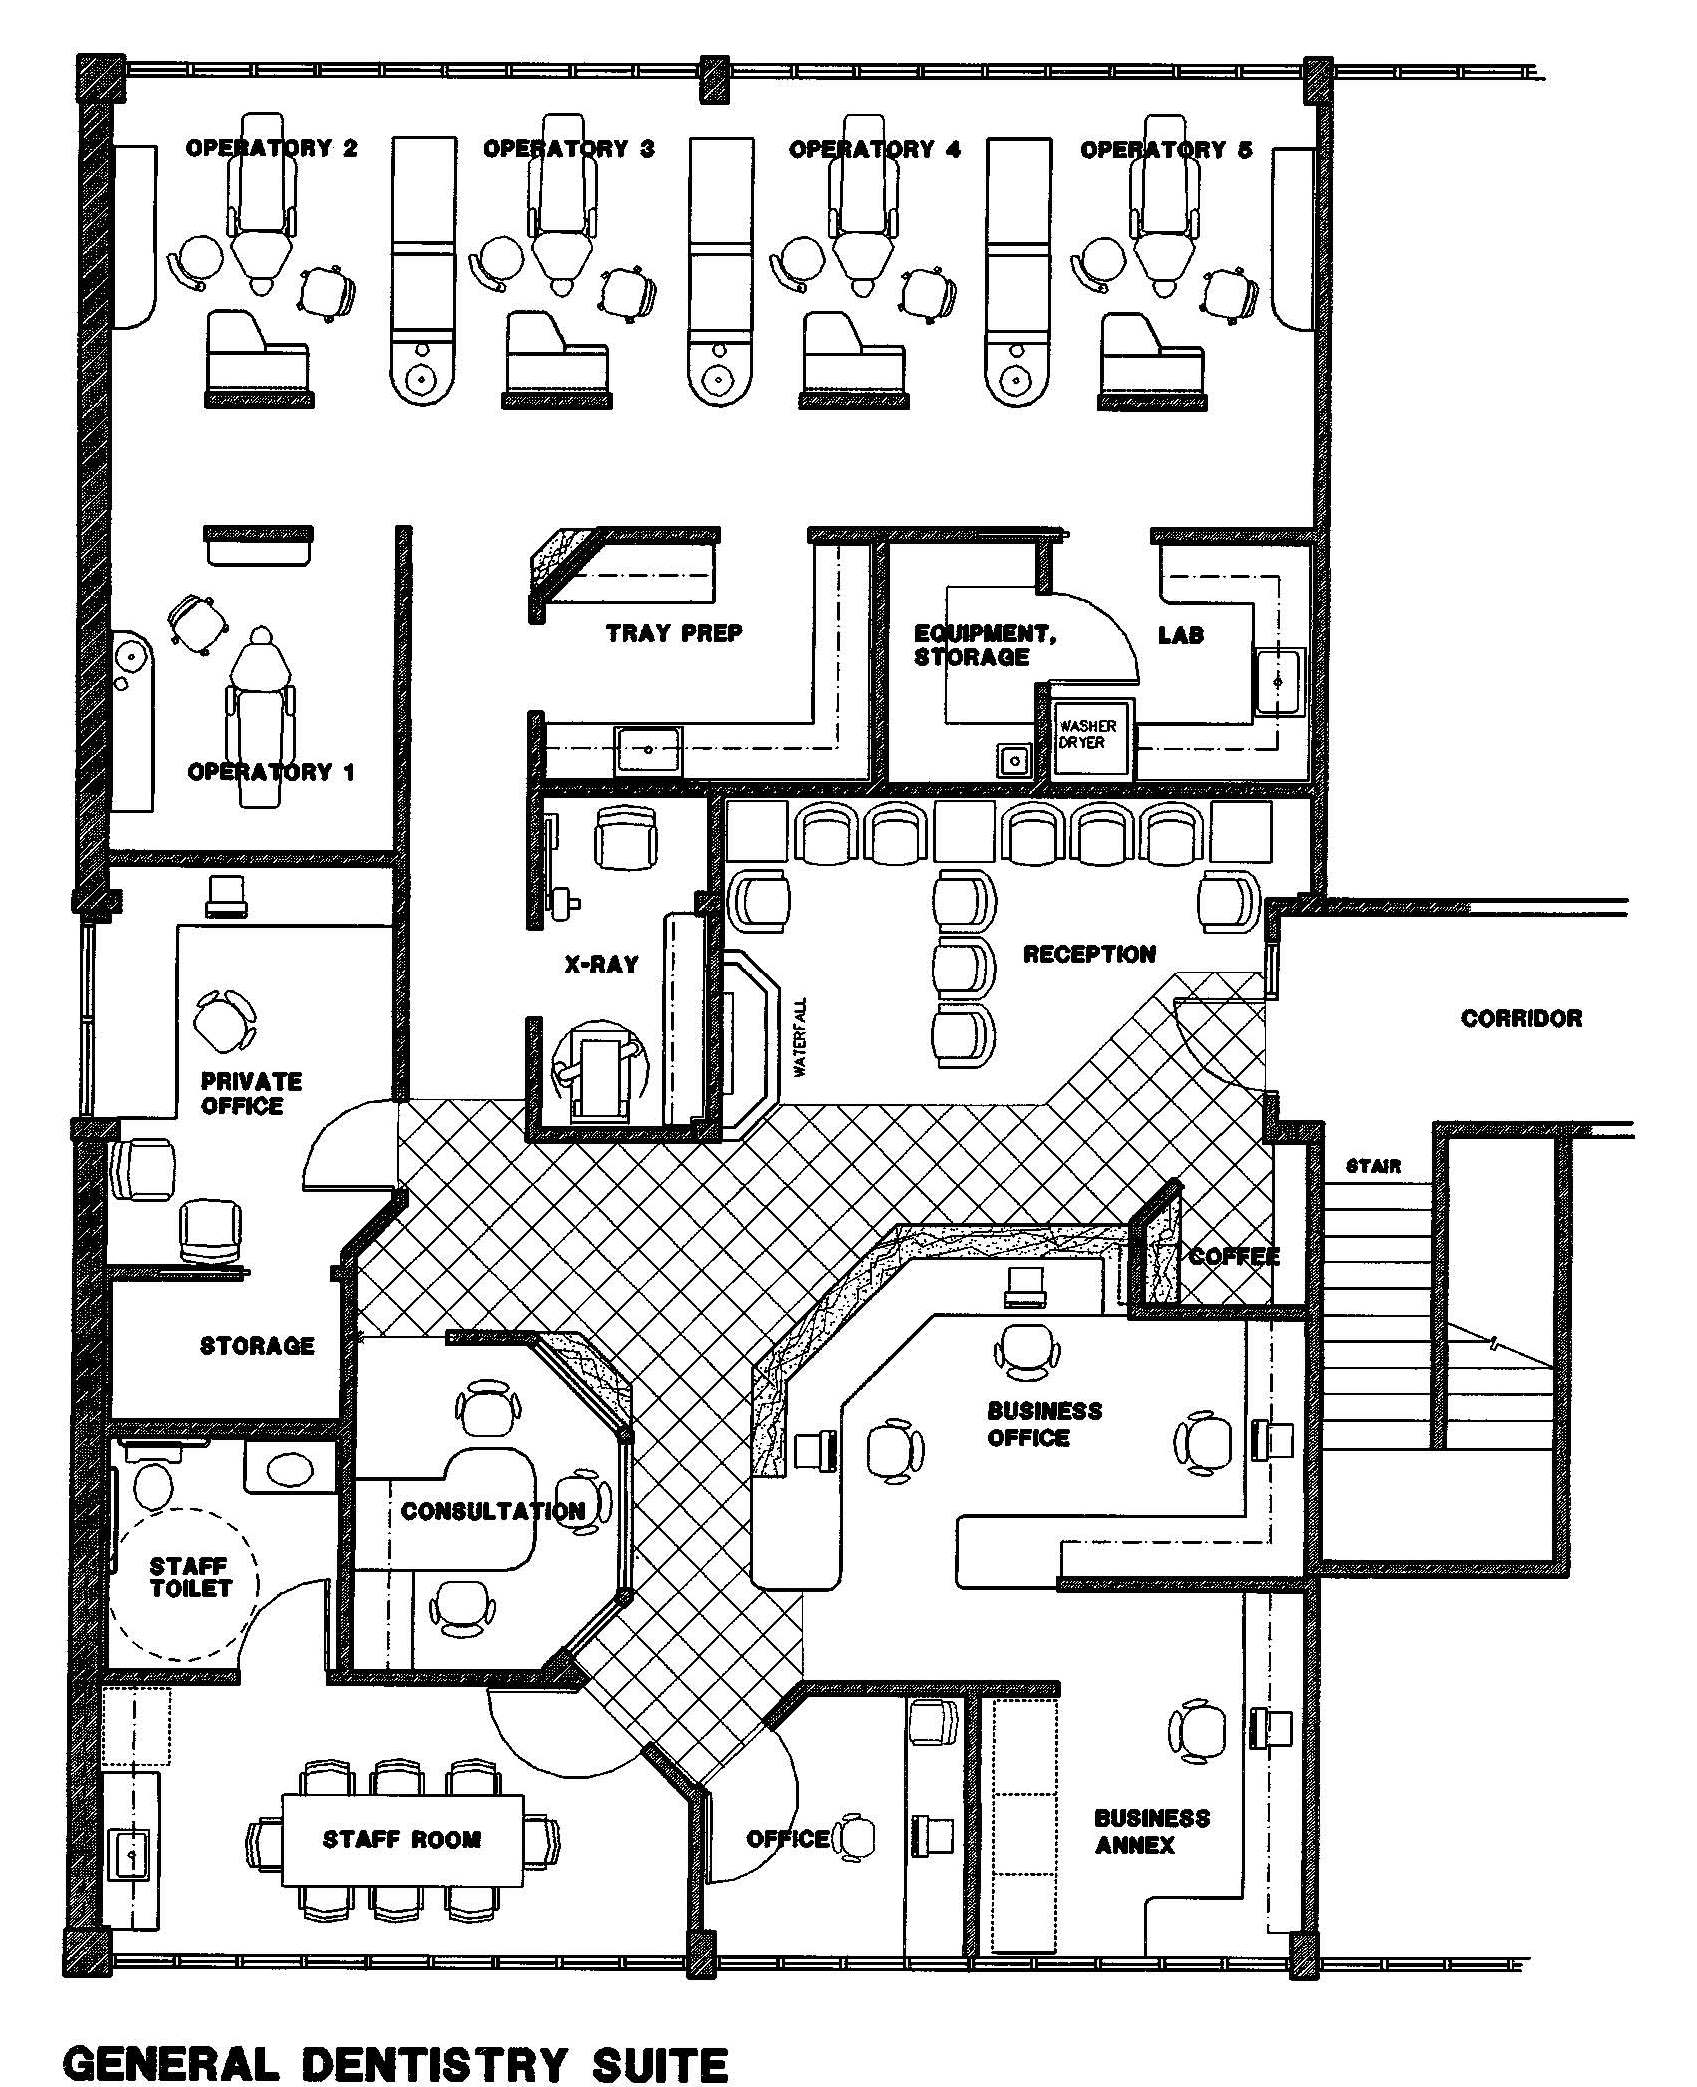 OPERATORY 2
OPERATORY 3
OPERATORY 4
OPERATORY 5
TRAY PREP
EQUIPMENT,
STORAGE
LAB
WASHER
DRYER
OPERATORY 1
X-RAY
WATERFALL
RECEPTION
CORRIDOR
PRIVATE
OFFICE
STAIR
COFFEE
STORAGE
BUSINESS
OFFICE
CONSULTATION
STAFF
TOILET
STAFF ROOM
OFFICE
BUSINESS
ANNEX
GENERAL DENTISTRY SUITE